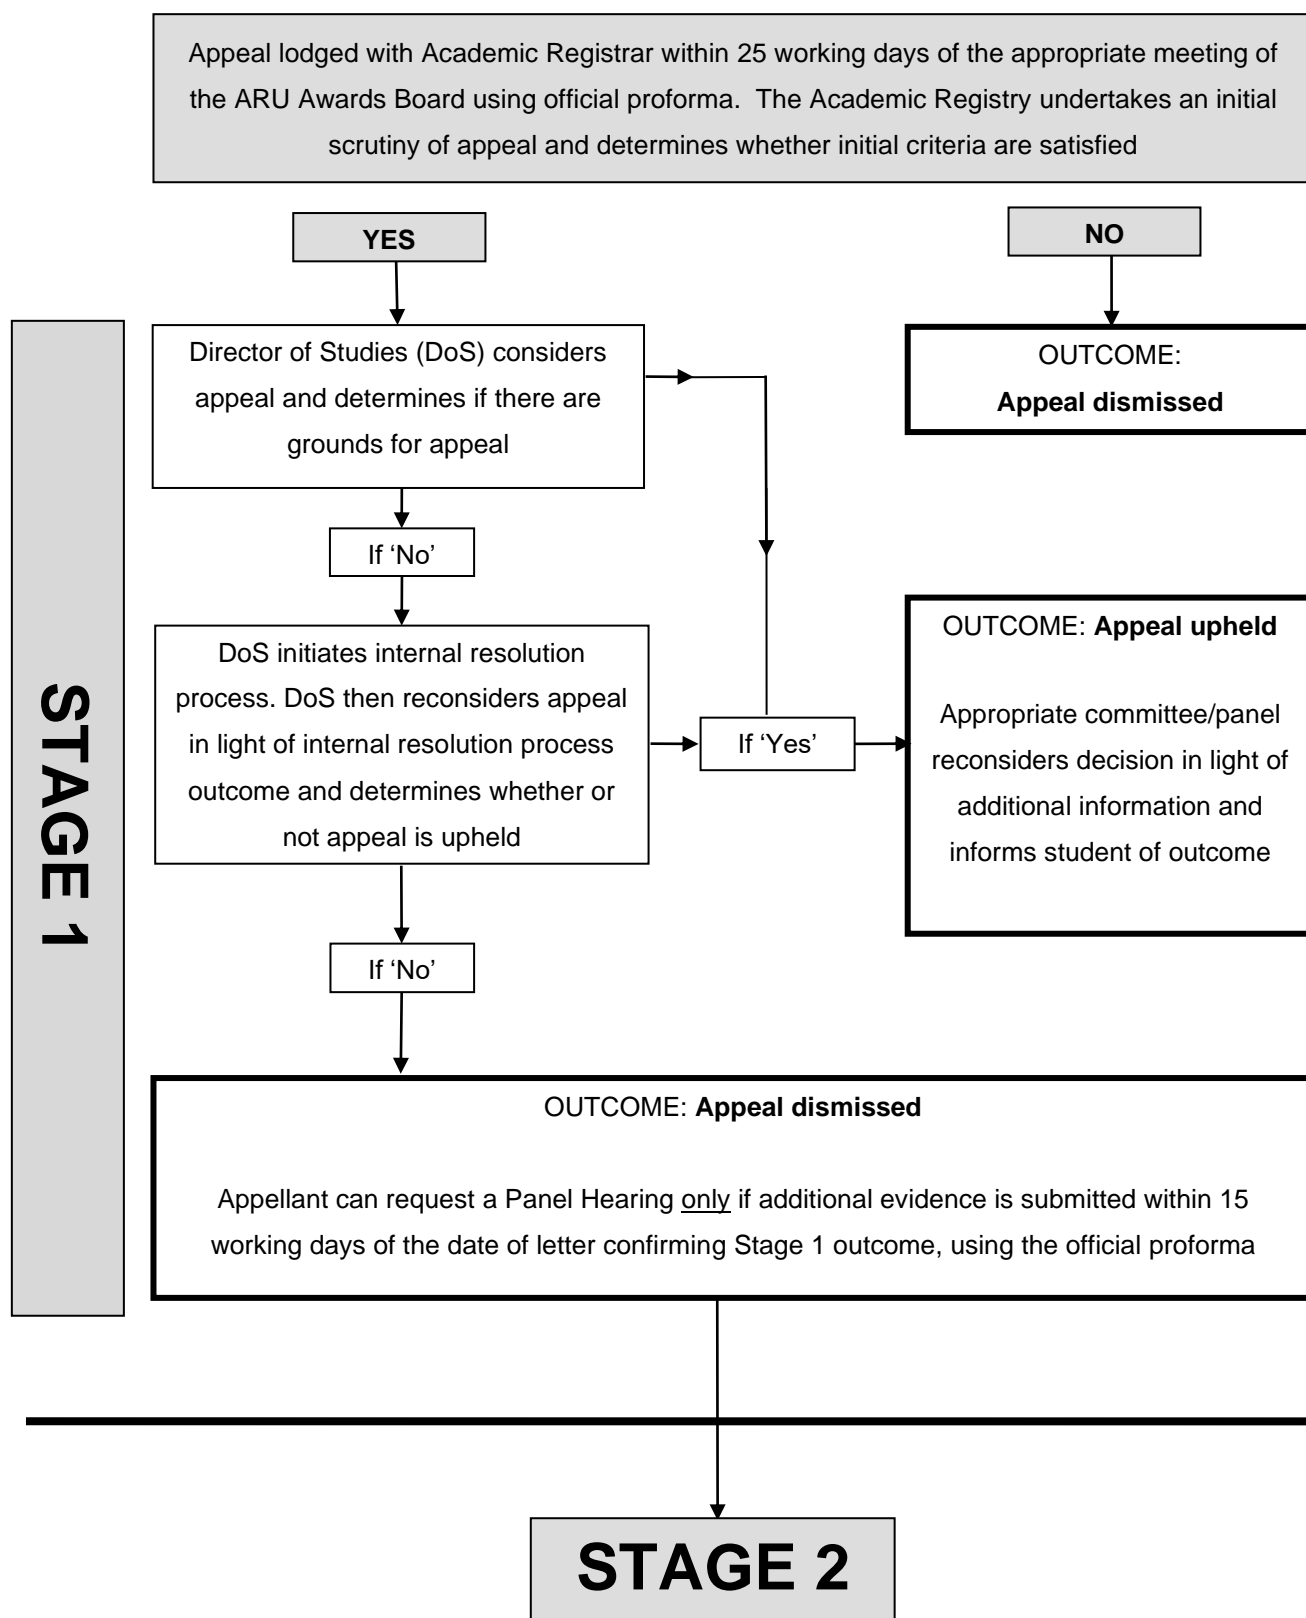 Appeal lodged with Academic Registrar within 25 working days of the appropriate meeting of
the ARU Awards Board using official proforma.  The Academic Registry undertakes an initial
scrutiny of appeal and determines whether initial criteria are satisfied
YES
NO
Director of Studies (DoS) considers
appeal and determines if there are
grounds for appeal
OUTCOME:
Appeal dismissed
If ‘No’
DoS initiates internal resolution
process. DoS then reconsiders appeal
in light of internal resolution process
outcome and determines whether or
not appeal is upheld
If ‘Yes’
OUTCOME: Appeal upheld
Appropriate committee/panel
reconsiders decision in light of
additional information and
informs student of outcome
STAGE 1
If ‘No’
OUTCOME: Appeal dismissed
Appellant can request a Panel Hearing only if additional evidence is submitted within 15
working days of the date of letter confirming Stage 1 outcome, using the official proforma
STAGE 2